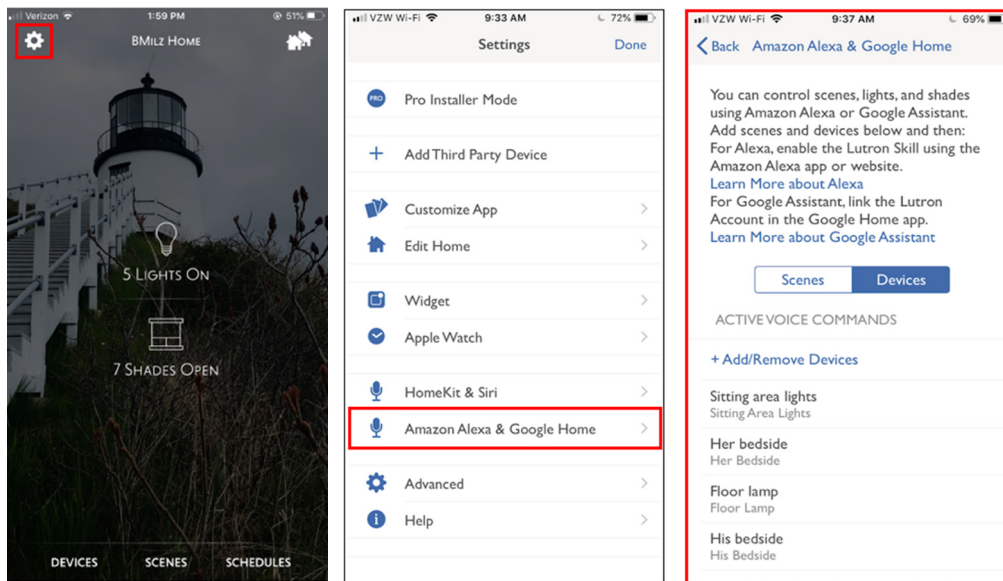 Verizon 1:59 PM 51%
BMilz Home
5 Lights On
7 Shades Open
DEVICES SCENES SCHEDULES
VZW Wi-Fi 9:33 AM 72%
Settings Done
PRO Pro Installer Mode
+ Add Third Party Device
Customize App
Edit Home
Widget
Apple Watch
HomeKit & Siri
Amazon Alexa & Google Home
Advanced
Help
VZW Wi-Fi 9:37 AM 69%
Back Amazon Alexa & Google Home
You can control scenes, lights, and shades
using Amazon Alexa or Google Assistant.
Add scenes and devices below and then:
For Alexa, enable the Lutron Skill using the
Amazon Alexa app or website.
Learn More about Alexa
For Google Assistant, link the Lutron
Account in the Google Home app.
Learn More about Google Assistant
Scenes Devices
ACTIVE VOICE COMMANDS
+ Add/Remove Devices
Sitting area lights
Sitting Area Lights
Her bedside
Her Bedside
Floor lamp
Floor Lamp
His bedside
His Bedside